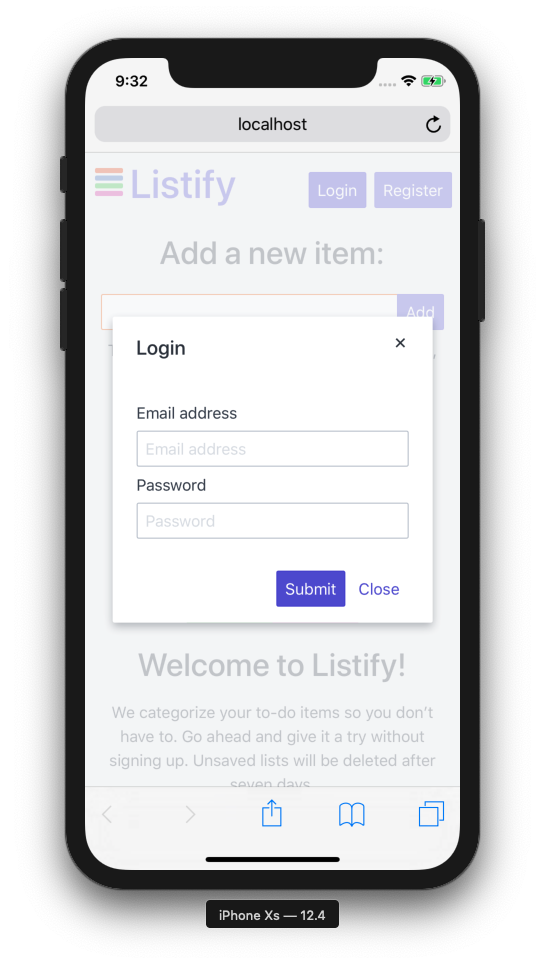 9:32
localhost
Listify
Login
Register
Add a new item:
Add
Login
×
Email address
Email address
Password
Password
Submit
Close
Welcome to Listify!
We categorize your to-do items so you don't
have to. Go ahead and give it a try without
signing up. Unsaved lists will be deleted after
seven days
iPhone Xs — 12.4